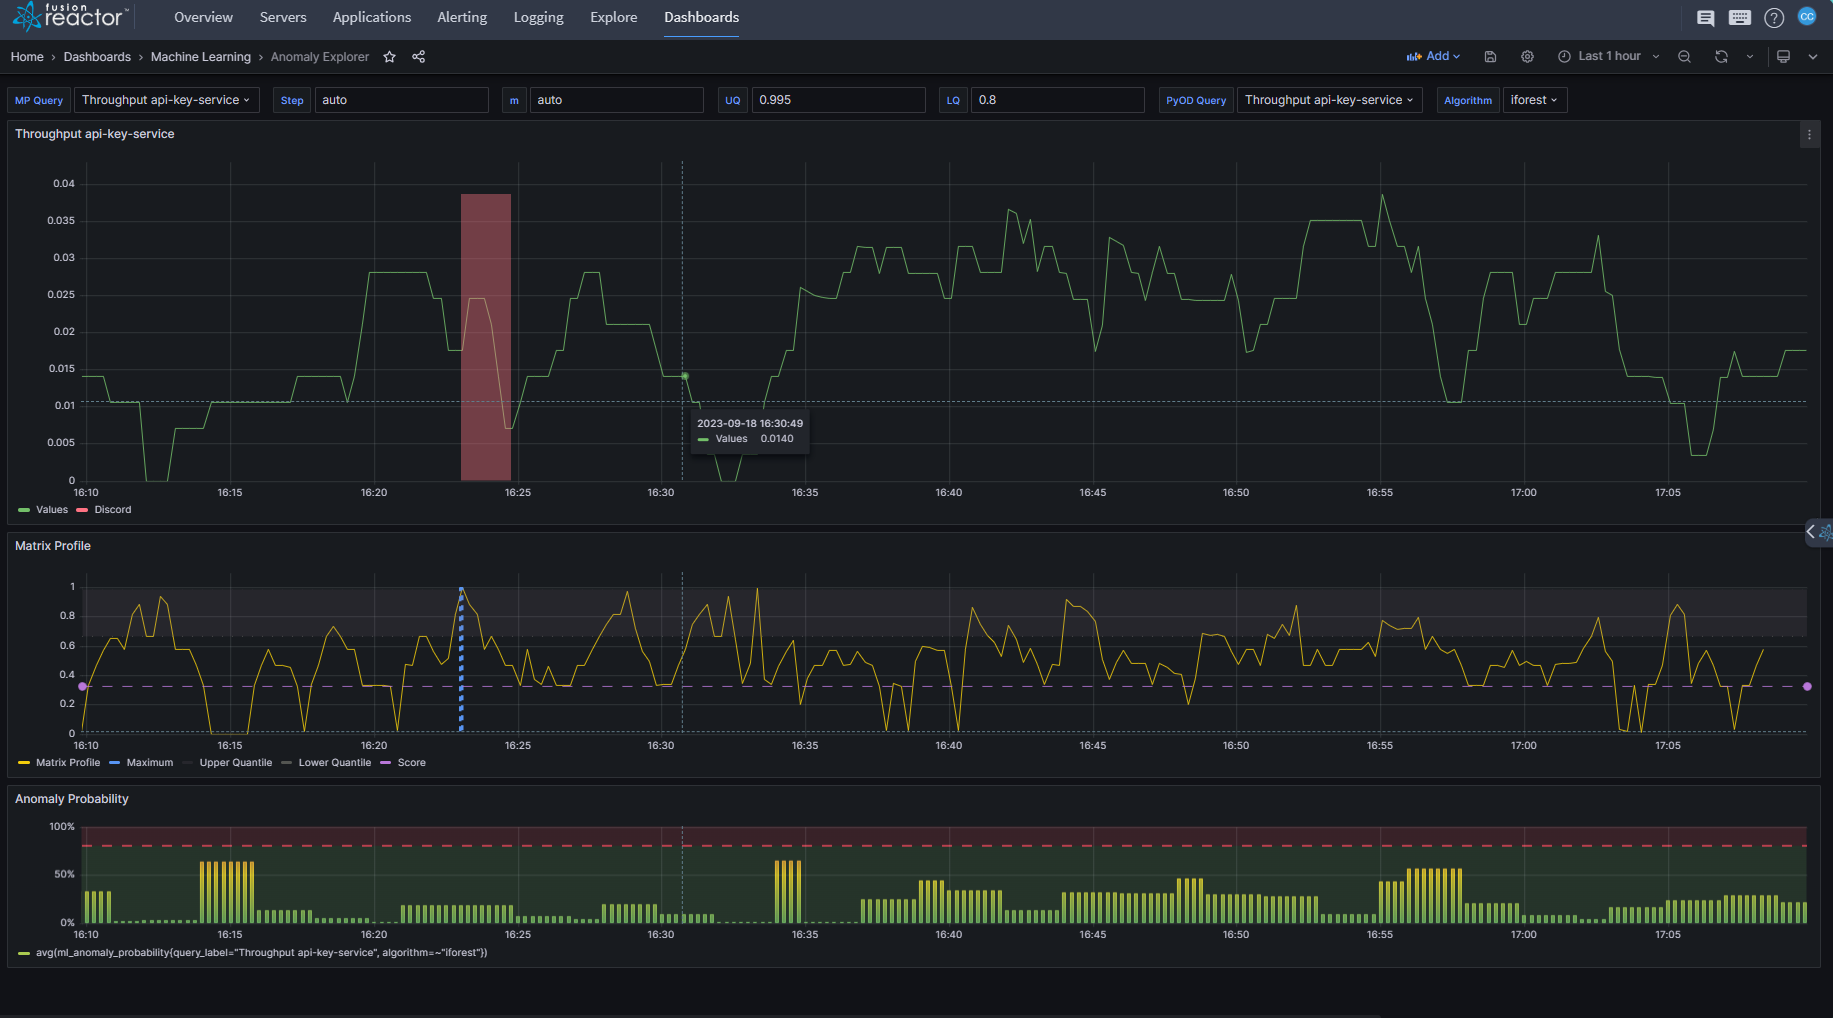 fusion
reactor™
Overview Servers Applications Alerting Logging Explore Dashboards
CC
Home › Dashboards › Machine Learning › Anomaly Explorer
Add
Last 1 hour
MP Query Throughput api-key-service Step auto m auto UQ 0.995 LQ 0.8 PyOD Query Throughput api-key-service Algorithm iforest
Throughput api-key-service
0.04
0.035
0.03
0.025
0.02
0.015
0.01
0.005
0
2023-09-18 16:30:49
Values 0.0140
16:10 16:15 16:20 16:25 16:30 16:35 16:40 16:45 16:50 16:55 17:00 17:05
Values Discord
Matrix Profile
1
0.8
0.6
0.4
0.2
0
16:10 16:15 16:20 16:25 16:30 16:35 16:40 16:45 16:50 16:55 17:00 17:05
Matrix Profile Maximum Upper Quantile Lower Quantile Score
Anomaly Probability
100%
50%
0%
16:10 16:15 16:20 16:25 16:30 16:35 16:40 16:45 16:50 16:55 17:00 17:05
avg(ml_anomaly_probability{query_label="Throughput api-key-service", algorithm=~"iforest"})